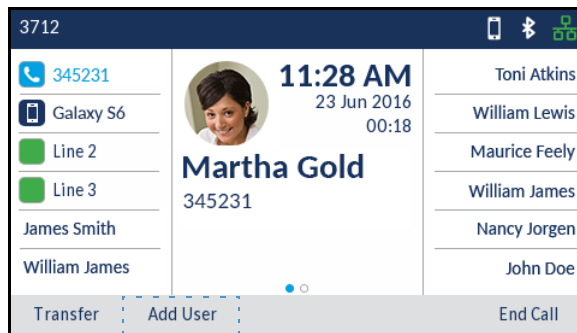 3712
345231
Galaxy S6
Line 2
Line 3
James Smith
William James
11:28 AM
23 Jun 2016
00:18
Martha Gold
345231
Toni Atkins
William Lewis
Maurice Feely
William James
Nancy Jorgen
John Doe
Transfer
Add User
End Call